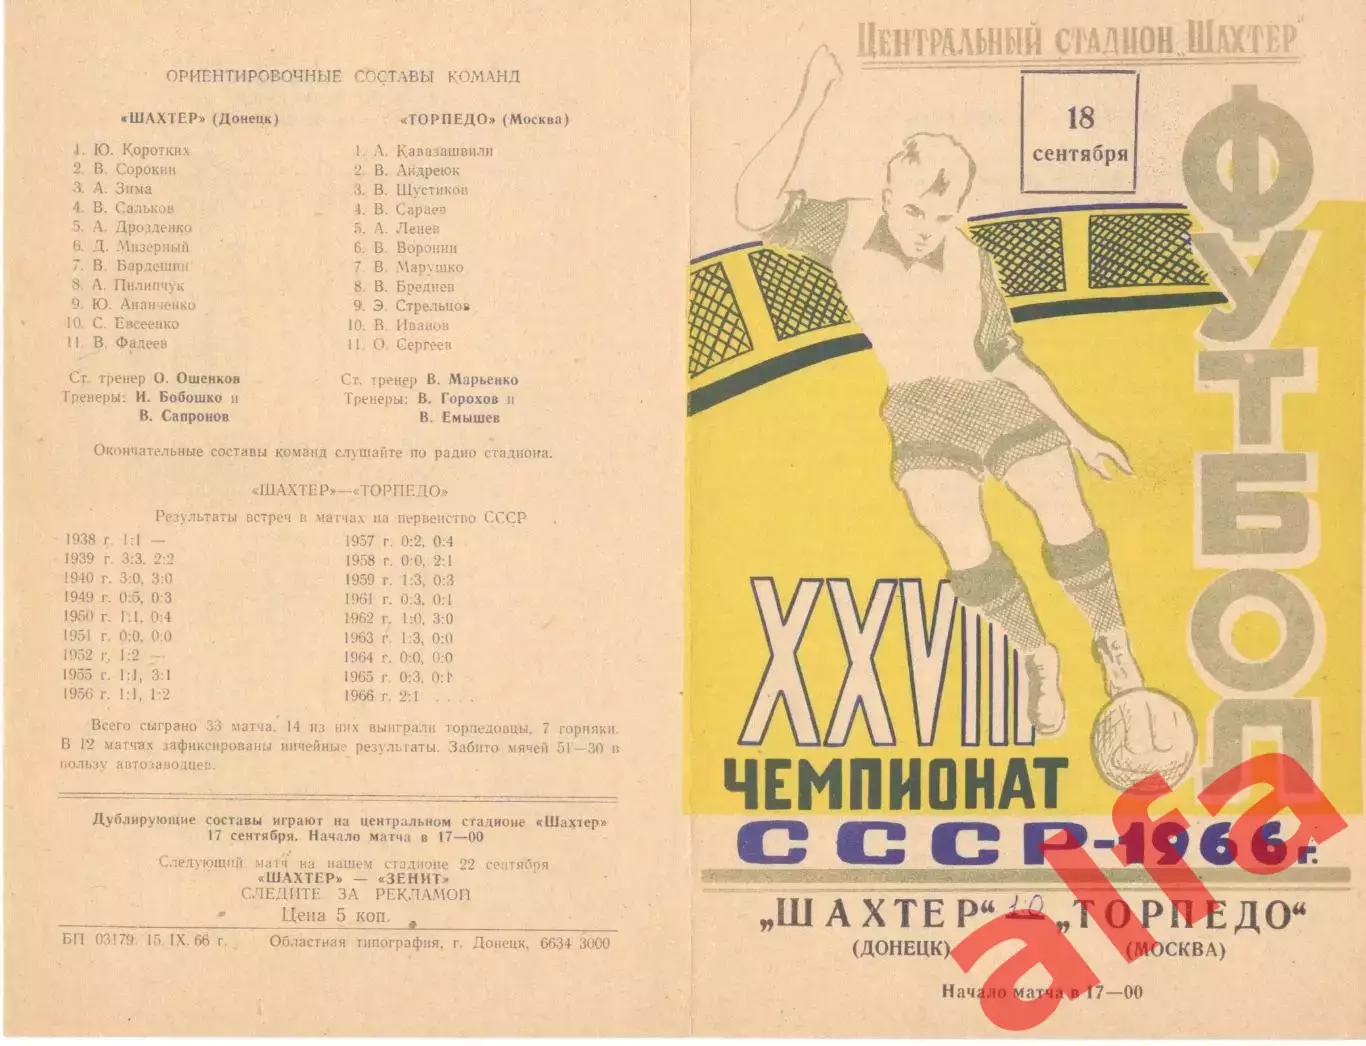 ОРИЕНТИРОВОЧНЫЕ СОСТАВЫ КОМАНД
«ШАХТЕР» (Донецк)
1. Ю. Коротких
2. В. Сорокин
3. А. Зима
4. В. Сальков
5. А. Дрозденко
6. Д. Мизерный
7. В. Бардешин
8. А. Пилипчук
9. Ю. Ананченко
10. С. Евсеенко
11. В. Фадеев
Ст. тренер О. Ошенков
Тренеры: И. Бобошко и
В. Сапронов
«ТОРПЕДО» (Москва)
1. А. Кавазашвили
2. В. Андреюк
3. В. Шустиков
4. В. Сараев
5. А. Ленев
6. В. Воронин
7. В. Марушко
8. В. Бреднев
9. Э. Стрельцов
10. В. Иванов
11. О. Сергеев
Ст. тренер В. Марьенко
Тренеры: В. Горохов и
В. Емышев
Окончательные составы команд слушайте по радио стадиона.
«ШАХТЕР»—«ТОРПЕДО»
Результаты встреч в матчах на первенство СССР
1938 г. 1:1 —
1939 г. 3:3, 2:2
1940 г. 3:0, 3:0
1949 г. 0:5, 0:3
1950 г. 1:1, 0:4
1951 г. 0:0, 0:0
1952 г. 1:2 —
1955 г. 1:1, 3:1
1956 г. 1:1, 1:2
1957 г. 0:2, 0:4
1958 г. 0:0, 2:1
1959 г. 1:3, 0:3
1961 г. 0:3, 0:1
1962 г. 1:0, 3:0
1963 г. 1:3, 0:0
1964 г. 0:0, 0:0
1965 г. 0:3, 0:1
1966 г. 2:1 . . . .
Всего сыграно 33 матча. 14 из них выиграли торпедовцы, 7 горняки.
В 12 матчах зафиксированы ничейные результаты. Забито мячей 51—30 в
пользу автозаводцев.
Дублирующие составы играют на центральном стадионе «Шахтер»
17 сентября. Начало матча в 17—00
Следующий матч на нашем стадионе 22 сентября
«ШАХТЕР» — «ЗЕНИТ»
СЛЕДИТЕ ЗА РЕКЛАМОЙ
Цена 5 коп.
БП 03179. 15. IX. 66 г. Областная типография, г. Донецк, 6634 3000
ЦЕНТРАЛЬНЫЙ СТАДИОН „ШАХТЕР"
18
сентября
ФУТБОЛ
XXVIII
ЧЕМПИОНАТ
СССР-1966 г.
„ШАХТЕР" 1:0 „ТОРПЕДО"
(ДОНЕЦК) (МОСКВА)
Начало матча в 17—00
alfa